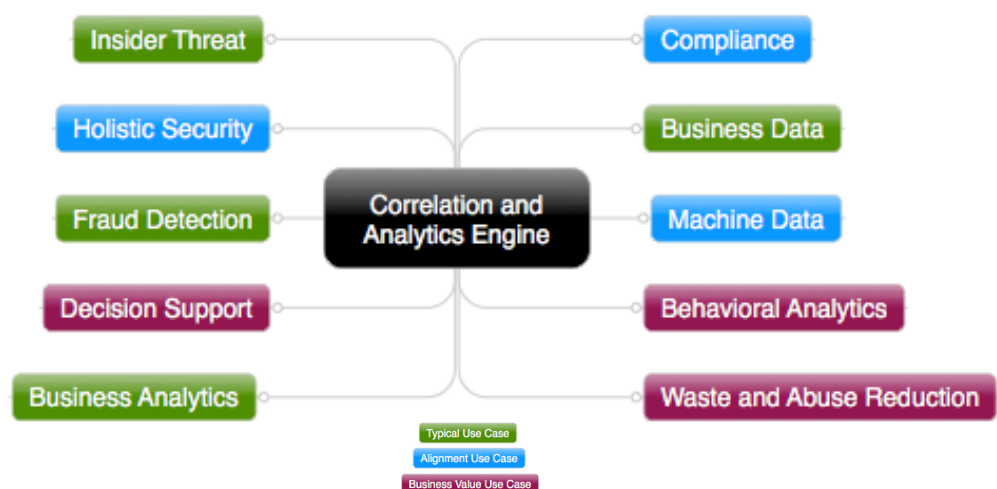 Insider Threat
Holistic Security
Fraud Detection
Decision Support
Business Analytics
Correlation and
Analytics Engine
Compliance
Business Data
Machine Data
Behavioral Analytics
Waste and Abuse Reduction
Typical Use Case
Alignment Use Case
Business Value Use Case